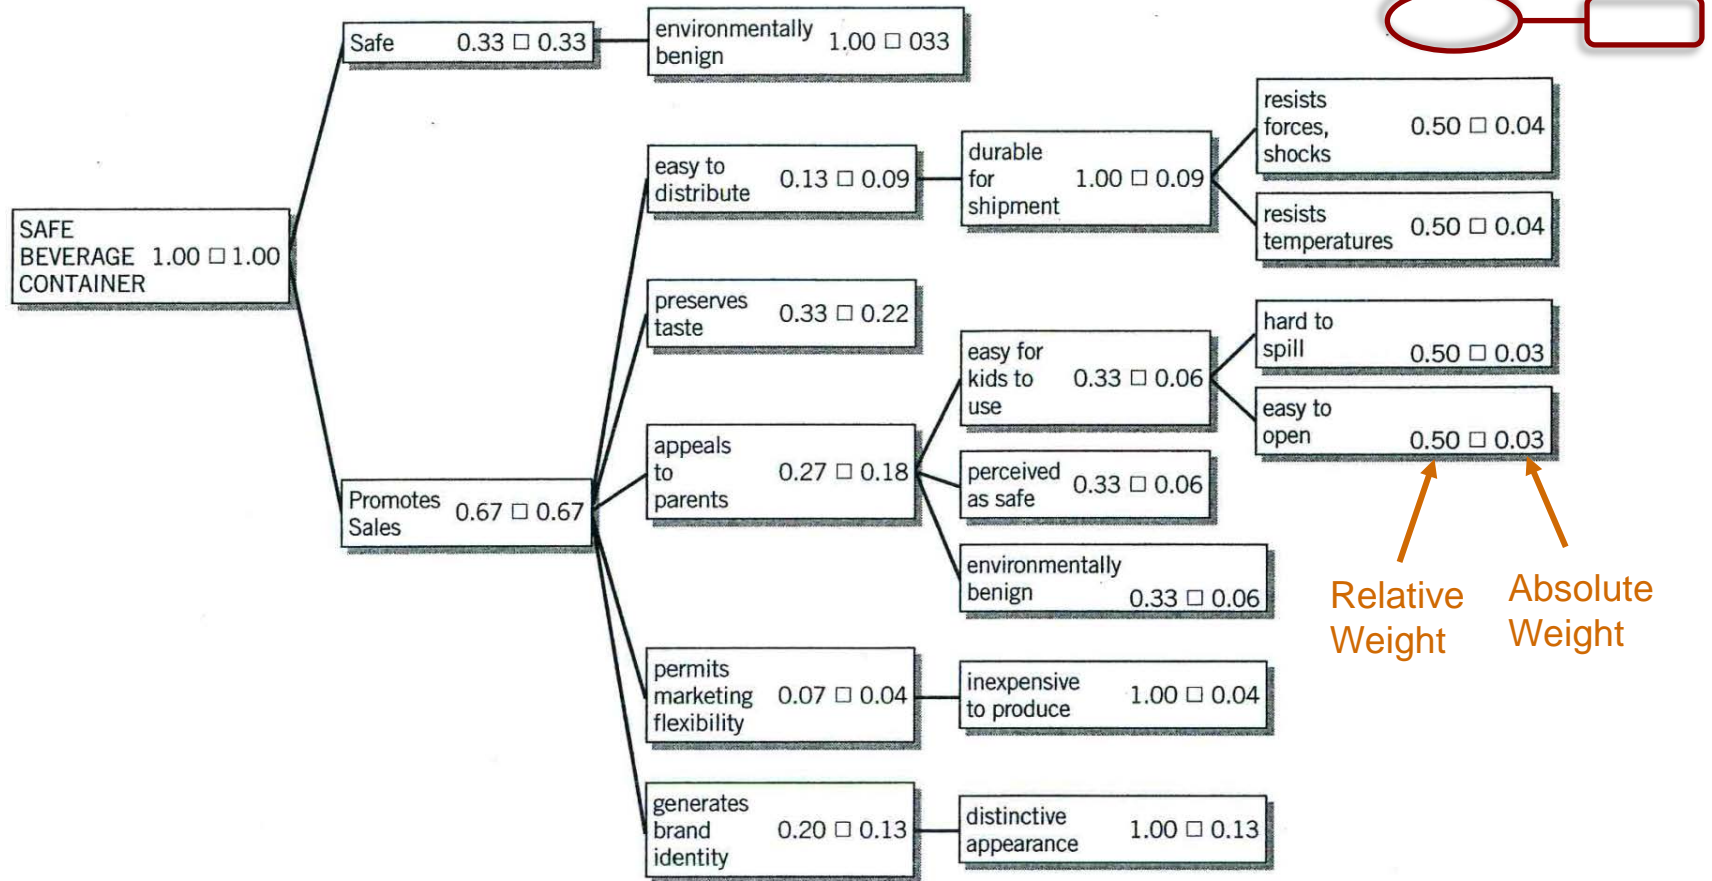 Safe 0.33 □ 0.33
environmentally
benign 1.00 □ 033
SAFE
BEVERAGE 1.00 □ 1.00
CONTAINER
Promotes
Sales 0.67 □ 0.67
easy to
distribute 0.13 □ 0.09
durable
for 1.00 □ 0.09
shipment
resists
forces, 0.50 □ 0.04
shocks
resists
temperatures 0.50 □ 0.04
preserves
taste 0.33 □ 0.22
appeals
to 0.27 □ 0.18
parents
easy for
kids to 0.33 □ 0.06
use
hard to
spill 0.50 □ 0.03
easy to
open 0.50 □ 0.03
perceived
as safe 0.33 □ 0.06
environmentally
benign 0.33 □ 0.06
Relative
Weight
Absolute
Weight
permits
marketing 0.07 □ 0.04
flexibility
inexpensive
to produce 1.00 □ 0.04
generates
brand 0.20 □ 0.13
identity
distinctive
appearance 1.00 □ 0.13